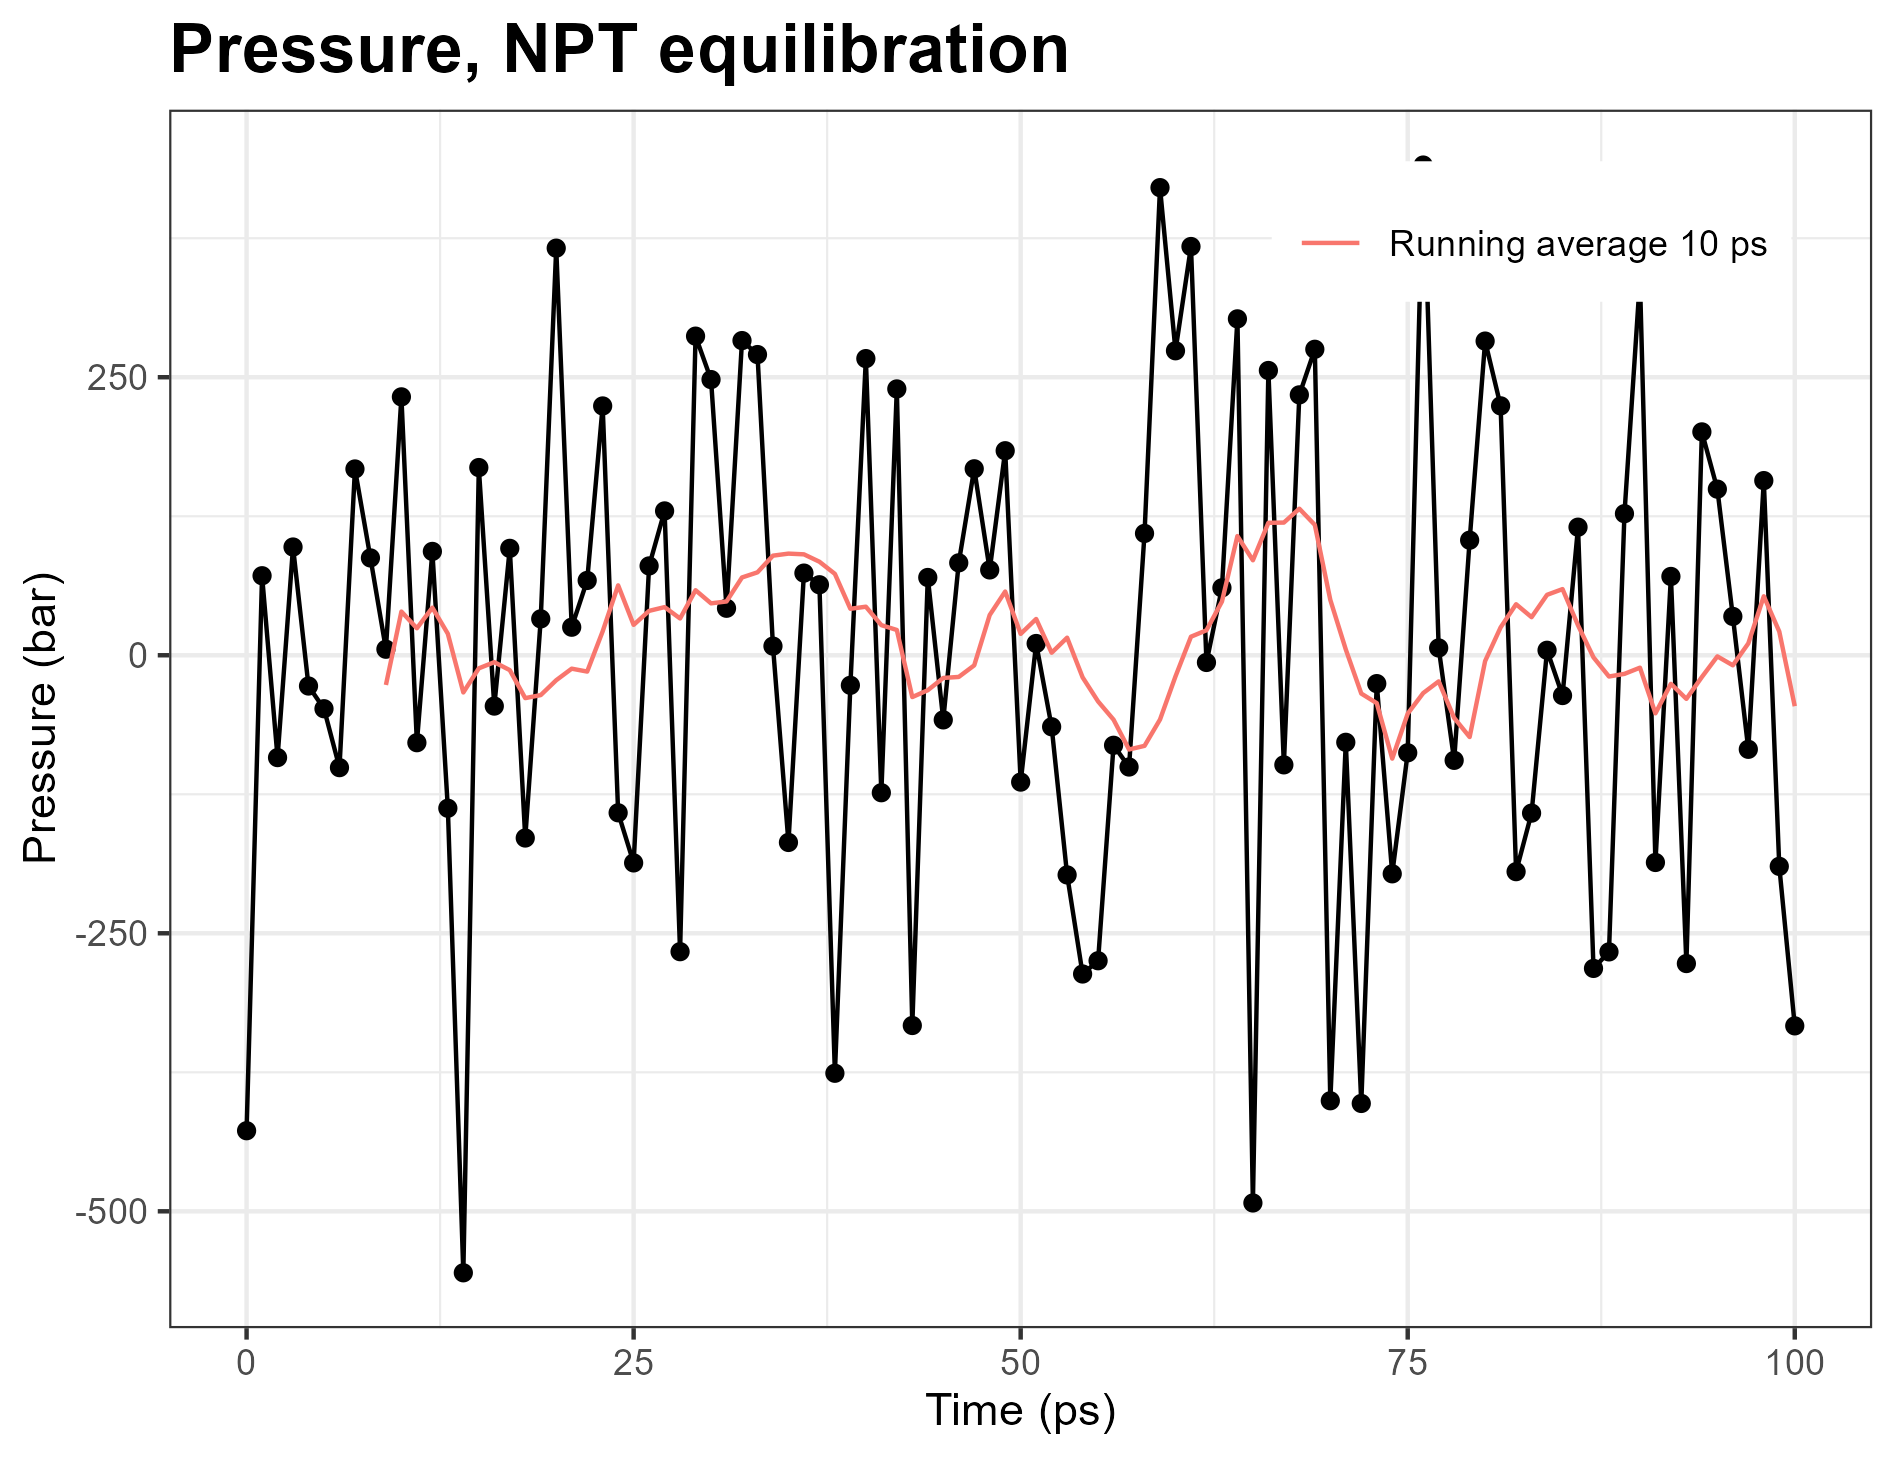 Pressure, NPT equilibration
Running average 10 ps
250
0
-250
-500
Pressure (bar)
0 25 50 75 100
Time (ps)